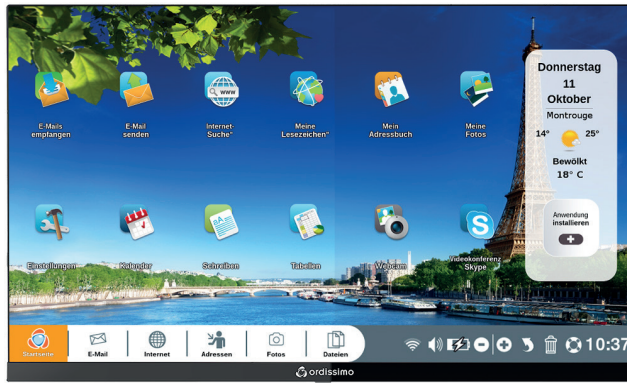 E-Mails
empfangen
E-Mail
senden
www
Internet-
Suche"
Meine
Lesezeichen"
Mein
Adressbuch
Meine
Fotos
Einstellungen
Kalender
aA
Schreiben
Tabellen
Webcam
S
Videokonferenz
Skype
Donnerstag
11
Oktober
Montrouge
14° 25°
Bewölkt
18° C
Anwendung
installieren
Startseite
E-Mail
Internet
Adressen
Fotos
Dateien
10:37
ordissimo